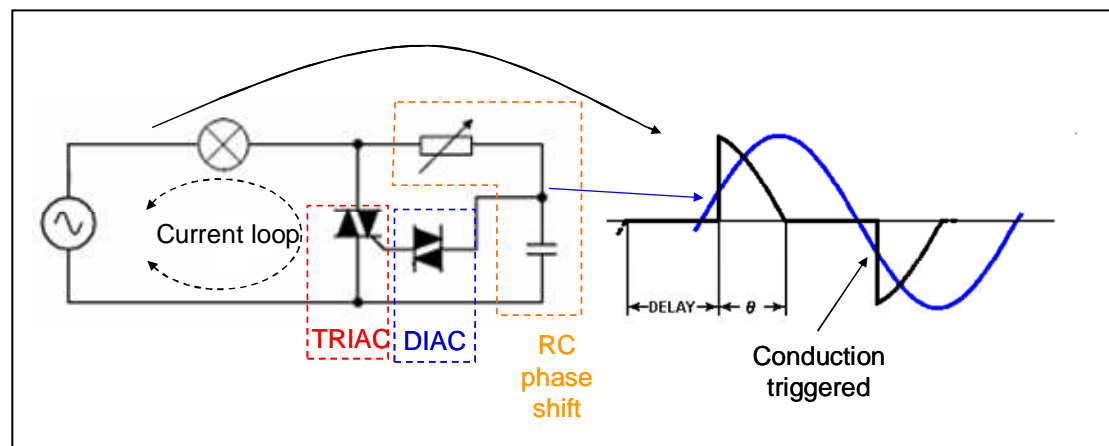 Current loop
TRIAC
DIAC
RC
phase
shift
DELAY
θ
Conduction
triggered